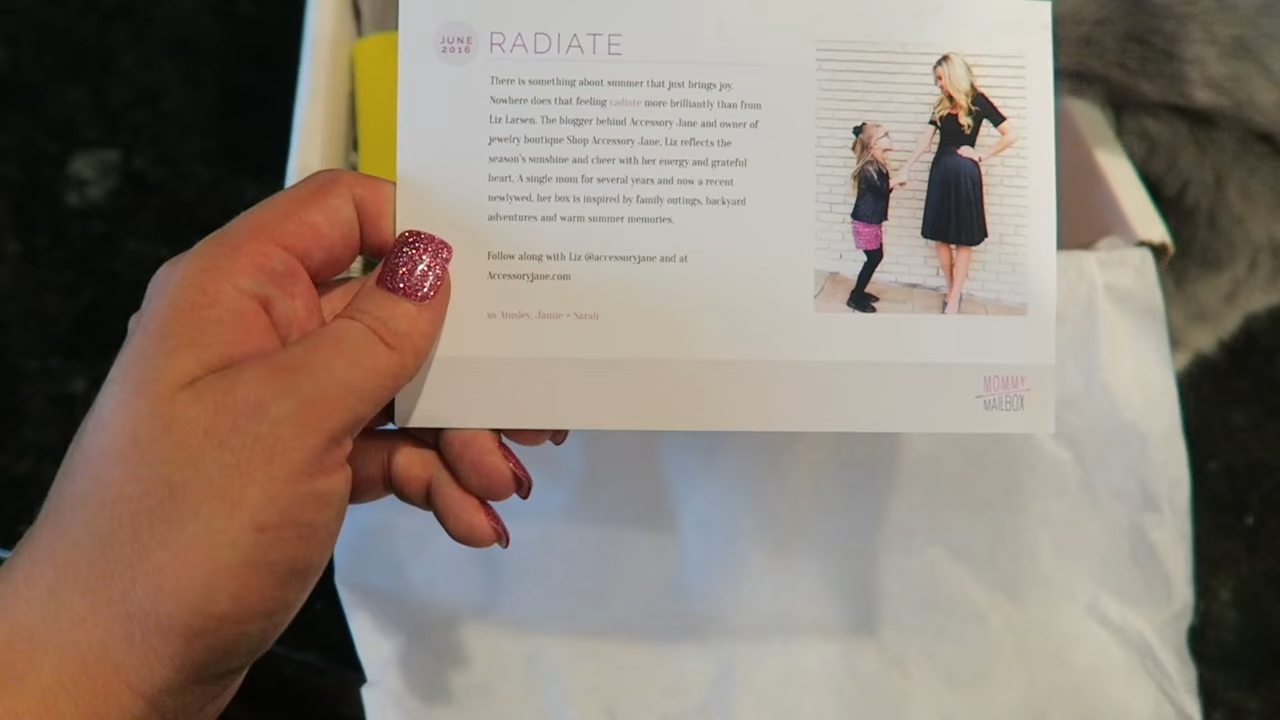 JUNE
2016
RADIATE
There is something about summer that just brings joy.
Nowhere does that feeling radiate more brilliantly than from
Liz Larsen. The blogger behind Accessory Jane and owner of
jewelry boutique Shop Accessory Jane, Liz reflects the
season's sunshine and cheer with her energy and grateful
heart. A single mom for several years and now a recent
newlywed, her box is inspired by family outings, backyard
adventures and warm summer memories.
Follow along with Liz @accessoryjane and at
Accessoryjane.com
xo Ansley, Janne + Sarah
MOMMY
MAILBOX